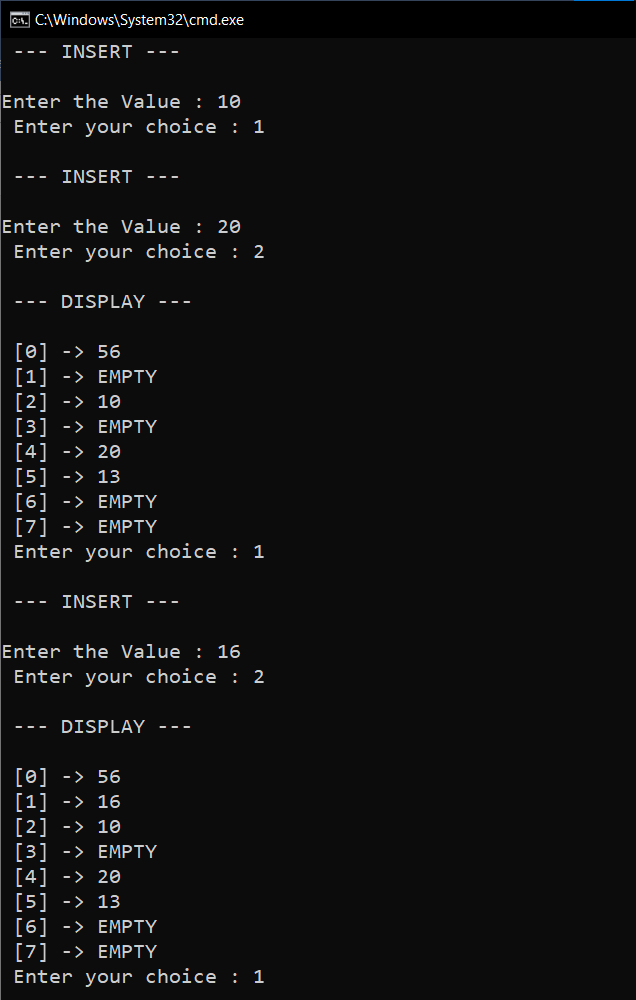 C:\Windows\System32\cmd.exe
--- INSERT ---
Enter the Value : 10
Enter your choice : 1
--- INSERT ---
Enter the Value : 20
Enter your choice : 2
--- DISPLAY ---
[0] -> 56
[1] -> EMPTY
[2] -> 10
[3] -> EMPTY
[4] -> 20
[5] -> 13
[6] -> EMPTY
[7] -> EMPTY
Enter your choice : 1
--- INSERT ---
Enter the Value : 16
Enter your choice : 2
--- DISPLAY ---
[0] -> 56
[1] -> 16
[2] -> 10
[3] -> EMPTY
[4] -> 20
[5] -> 13
[6] -> EMPTY
[7] -> EMPTY
Enter your choice : 1